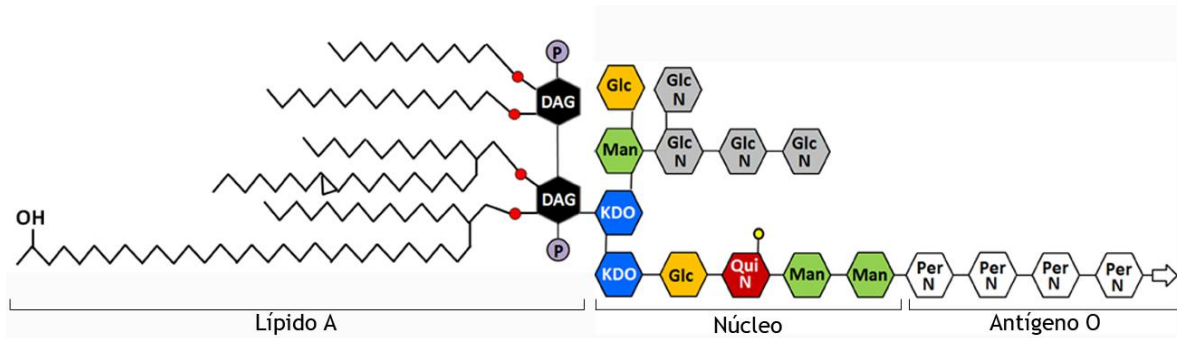 P
DAG
DAG
P
OH
Glc
Glc N
Man
Glc N
Glc N
Glc N
KDO
KDO
Glc
Qui N
Man
Man
Per N
Per N
Per N
Per N
Lípido A
Núcleo
Antígeno O